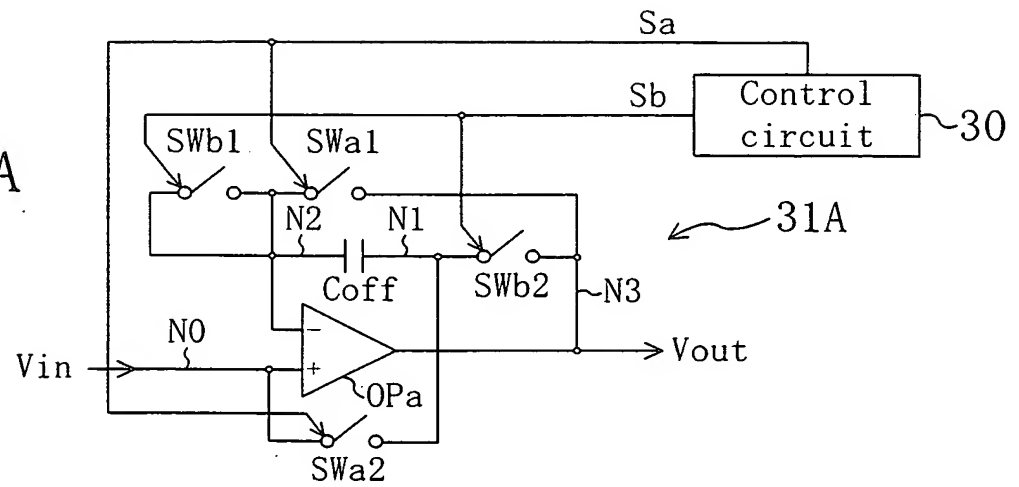 Sa
Sb
Control
circuit
30
A
SWb1
SWa1
31A
N2
N1
Coff
SWb2
N3
N0
Vin
-
+
OPa
Vout
SWa2